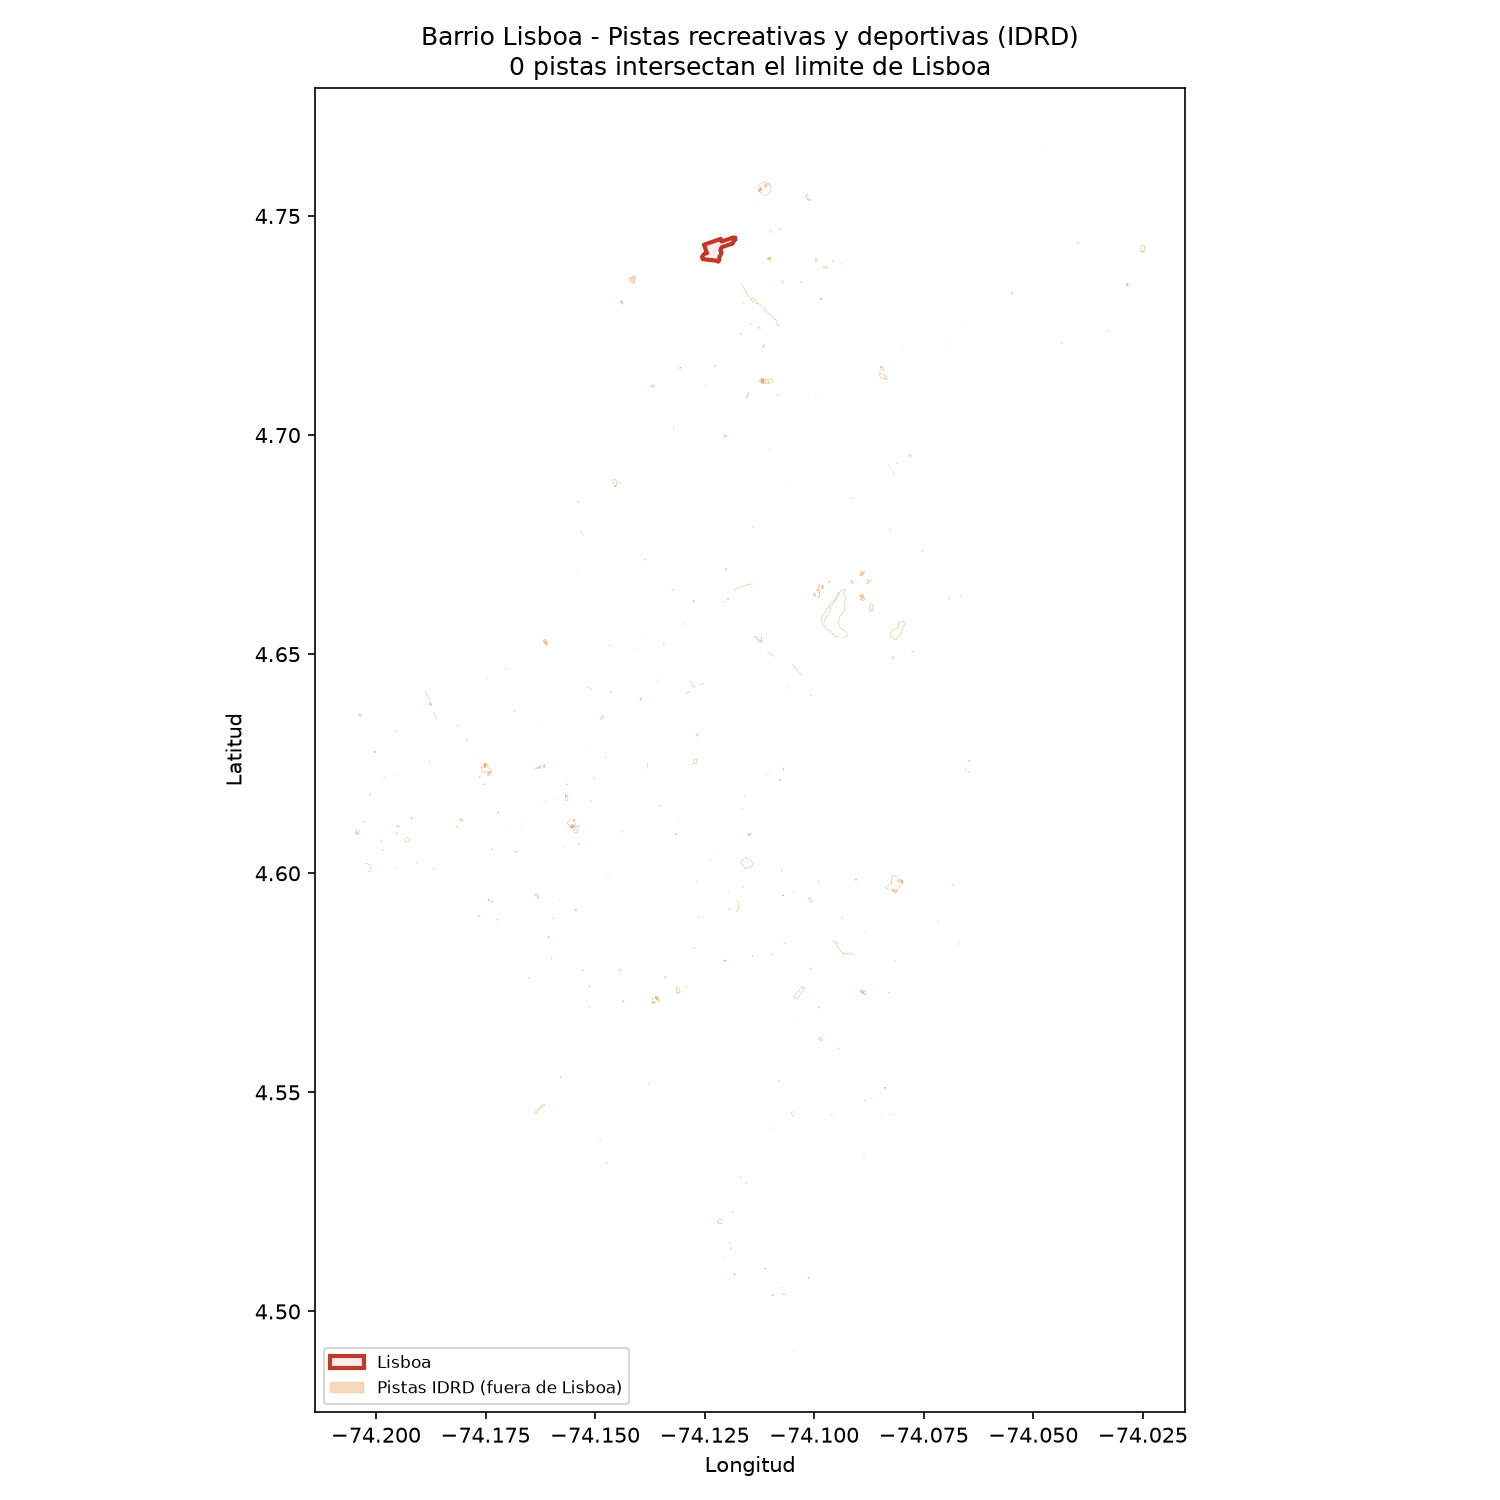 Barrio Lisboa - Pistas recreativas y deportivas (IDRD)
0 pistas intersectan el limite de Lisboa
4.75
4.70
4.65
4.60
4.55
4.50
Latitud
Lisboa
Pistas IDRD (fuera de Lisboa)
−74.200 −74.175 −74.150 −74.125 −74.100 −74.075 −74.050 −74.025
Longitud